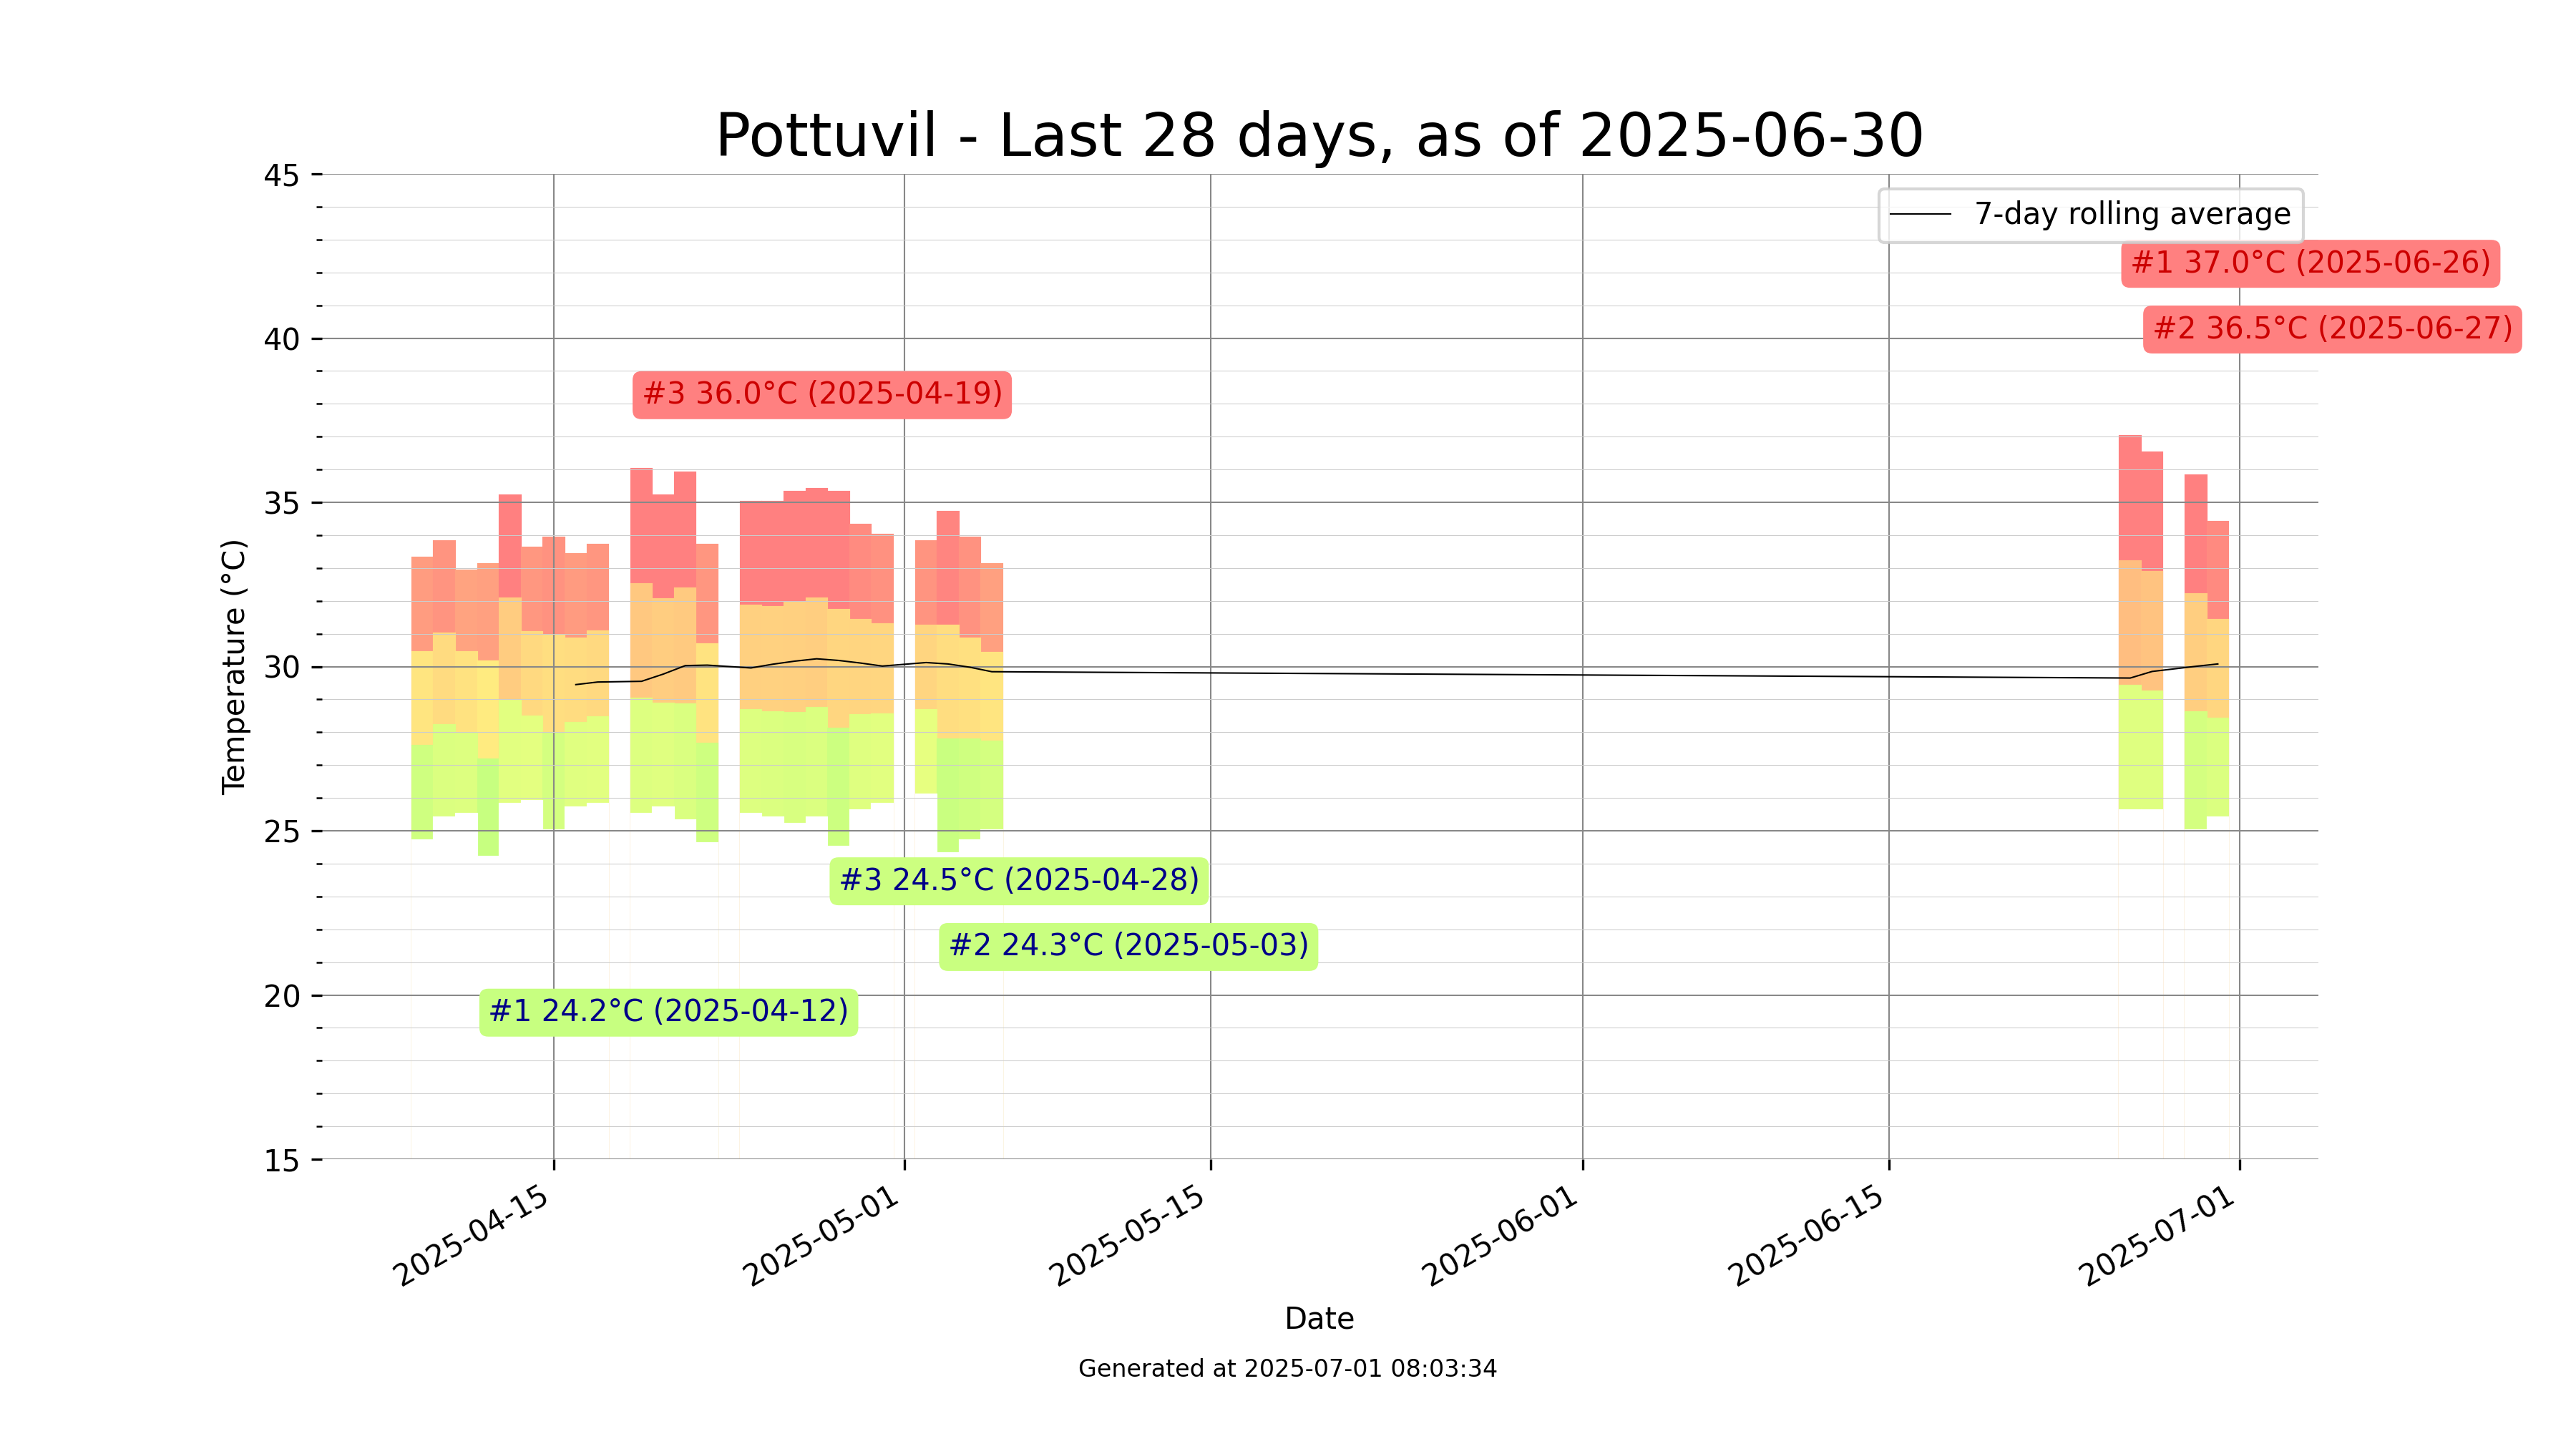 Pottuvil - Last 28 days, as of 2025-06-30
45
40
35
30
25
20
15
Temperature (°C)
7-day rolling average
#1 37.0°C (2025-06-26)
#2 36.5°C (2025-06-27)
#3 36.0°C (2025-04-19)
#3 24.5°C (2025-04-28)
#2 24.3°C (2025-05-03)
#1 24.2°C (2025-04-12)
2025-04-15
2025-05-01
2025-05-15
2025-06-01
2025-06-15
2025-07-01
Date
Generated at 2025-07-01 08:03:34